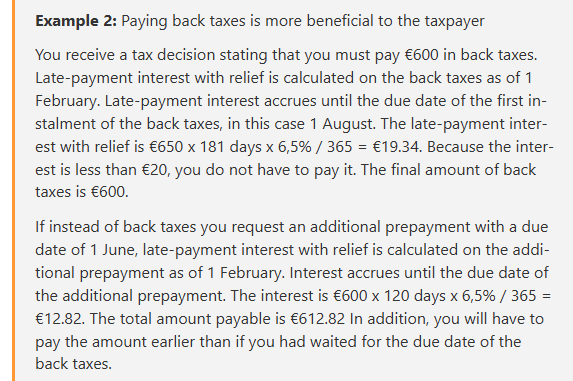 Example 2: Paying back taxes is more beneficial to the taxpayer
You receive a tax decision stating that you must pay €600 in back taxes.
Late-payment interest with relief is calculated on the back taxes as of 1
February. Late-payment interest accrues until the due date of the first in-
stalment of the back taxes, in this case 1 August. The late-payment inter-
est with relief is €650 x 181 days x 6,5% / 365 = €19.34. Because the inter-
est is less than €20, you do not have to pay it. The final amount of back
taxes is €600.
If instead of back taxes you request an additional prepayment with a due
date of 1 June, late-payment interest with relief is calculated on the addi-
tional prepayment as of 1 February. Interest accrues until the due date of
the additional prepayment. The interest is €600 x 120 days x 6,5% / 365 =
€12.82. The total amount payable is €612.82 In addition, you will have to
pay the amount earlier than if you had waited for the due date of the
back taxes.